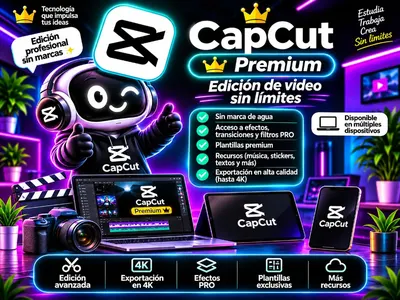 Tecnología
que impulsa
tus ideas
Edición
profesional
sin marcas
CapCut
Premium
Edición de video
sin límites
Estudia
Trabaja
Crea
Sin límites
Sin marca de agua
Acceso a efectos,
transiciones y filtros PRO
Plantillas premium
Recursos (música, stickers,
textos y más)
Exportación en alta calidad
(hasta 4K)
Disponible
en múltiples
dispositivos
CapCut
CapCut
Premium
CapCut
CapCut
Edición
avanzada
4K
Exportación
en 4K
Efectos
PRO
Plantillas
exclusivas
Más
recursos